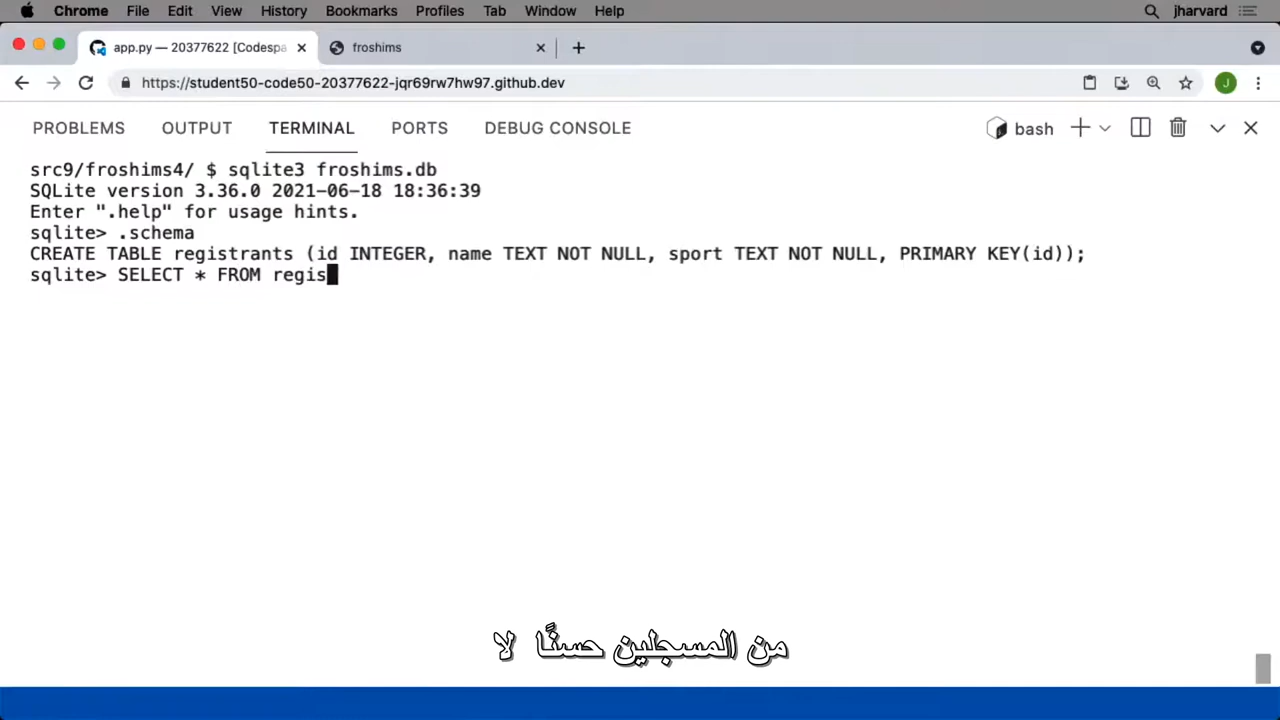 Chrome File Edit View History Bookmarks Profiles Tab Window Help jharvard
app.py — 20377622 [Codespa froshims
https://student50-code50-20377622-jqr69rw7hw97.github.dev J
PROBLEMS OUTPUT TERMINAL PORTS DEBUG CONSOLE bash
src9/froshims4/ $ sqlite3 froshims.db
SQLite version 3.36.0 2021-06-18 18:36:39
Enter ".help" for usage hints.
sqlite> .schema
CREATE TABLE registrants (id INTEGER, name TEXT NOT NULL, sport TEXT NOT NULL, PRIMARY KEY(id));
sqlite> SELECT * FROM regis
من المسجلين حسنًا لا